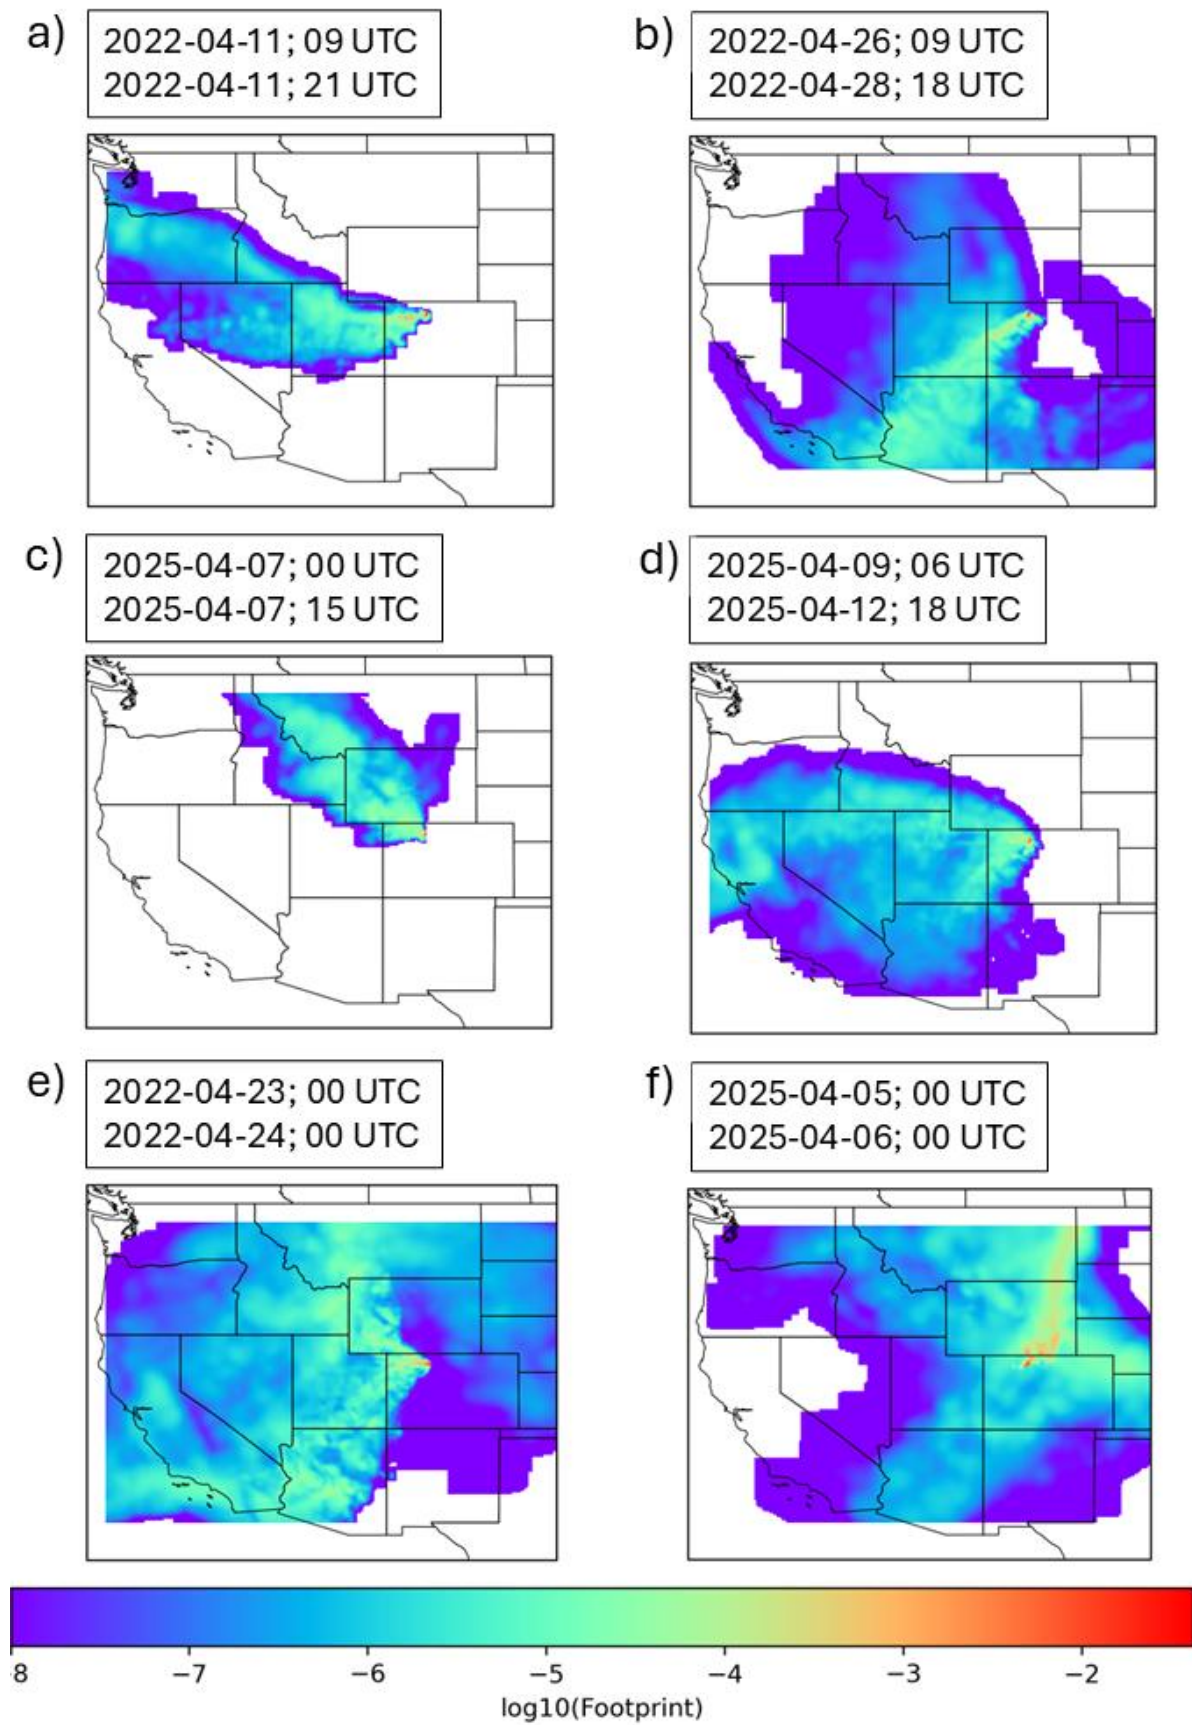 a)
2022-04-11; 09 UTC
2022-04-11; 21 UTC
b)
2022-04-26; 09 UTC
2022-04-28; 18 UTC
c)
2025-04-07; 00 UTC
2025-04-07; 15 UTC
d)
2025-04-09; 06 UTC
2025-04-12; 18 UTC
e)
2022-04-23; 00 UTC
2022-04-24; 00 UTC
f)
2025-04-05; 00 UTC
2025-04-06; 00 UTC
8 −7 −6 −5 −4 −3 −2
log10(Footprint)